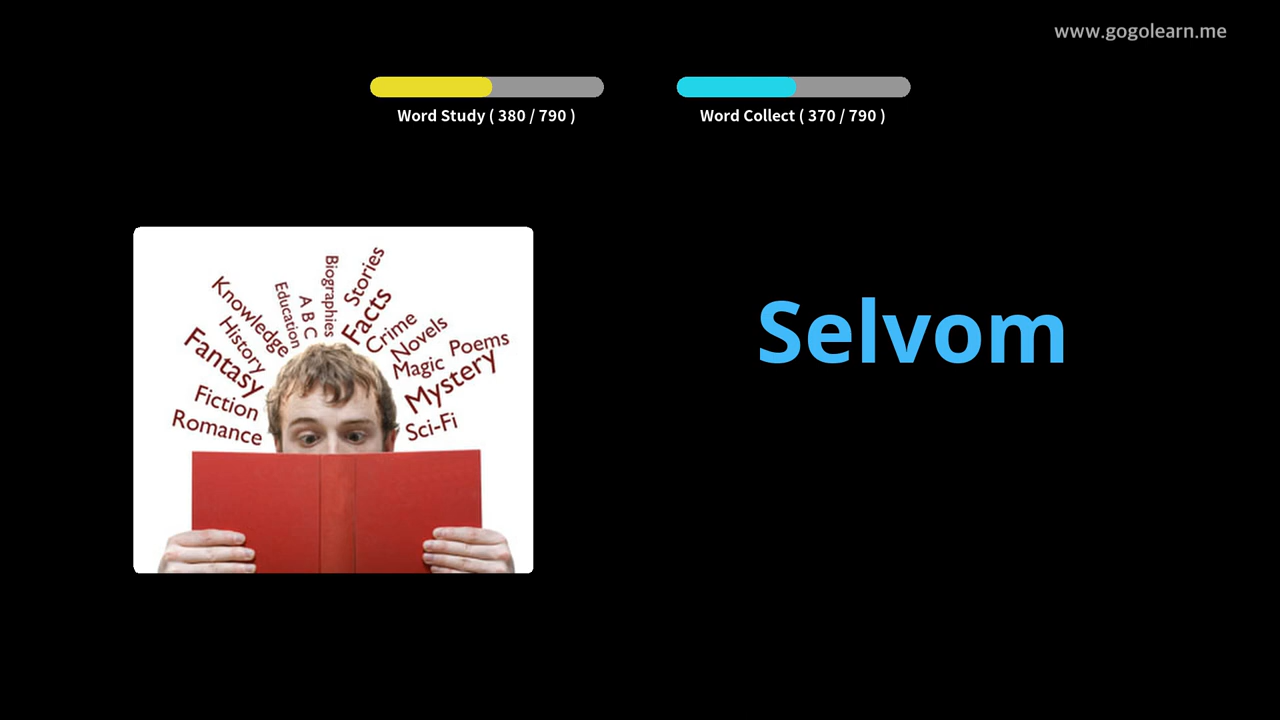 www.gogolearn.me
Word Study ( 380 / 790 )
Word Collect ( 370 / 790 )
Selvom
Romance
Fiction
Fantasy
History
Knowledge
Education
A B C
Biographies
Stories
Facts
Crime
Novels
Magic
Poems
Mystery
Sci-Fi